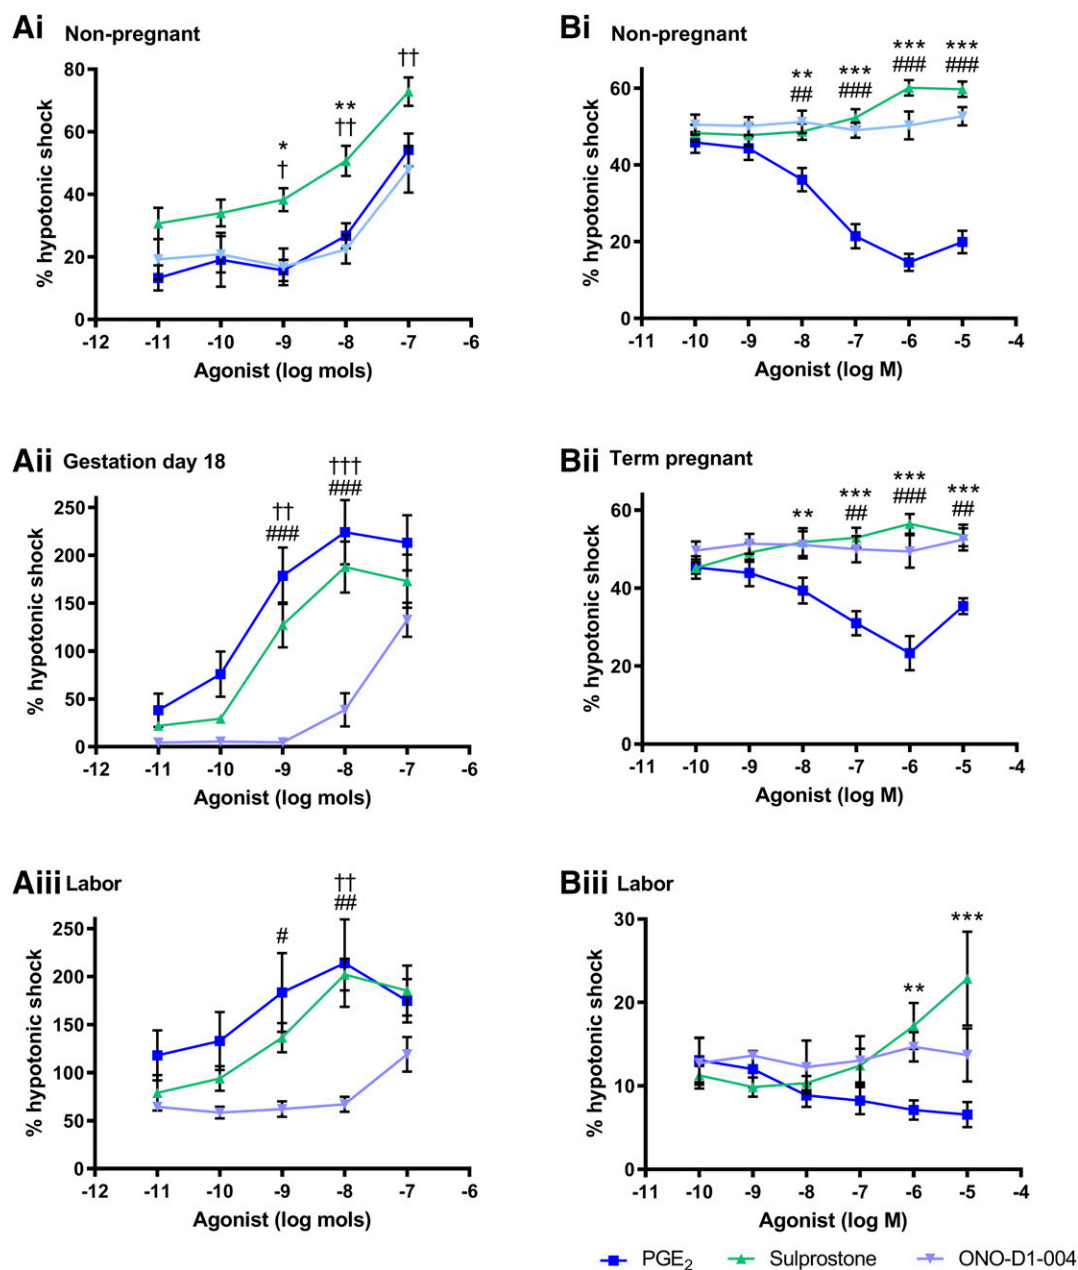 Ai Non-pregnant
* ** ††
† ††
% hypotonic shock
80
60
40
20
0
-12 -11 -10 -9 -8 -7 -6
Agonist (log mols)
Bi Non-pregnant
** *** *** ***
## ### ### ###
% hypotonic shock
60
40
20
0
-11 -10 -9 -8 -7 -6 -5 -4
Agonist (log M)
Aii Gestation day 18
†† †††
### ###
% hypotonic shock
250
200
150
100
50
0
-12 -11 -10 -9 -8 -7 -6
Agonist (log mols)
Bii Term pregnant
** *** *** ***
## ### ##
% hypotonic shock
60
40
20
0
-11 -10 -9 -8 -7 -6 -5 -4
Agonist (log M)
Aiii Labor
††
# ##
% hypotonic shock
250
200
150
100
50
0
-12 -11 -10 -9 -8 -7 -6
Agonist (log mols)
Biii Labor
** ***
% hypotonic shock
30
20
10
0
-11 -10 -9 -8 -7 -6 -5 -4
Agonist (log M)
PGE₂ Sulprostone ONO-D1-004